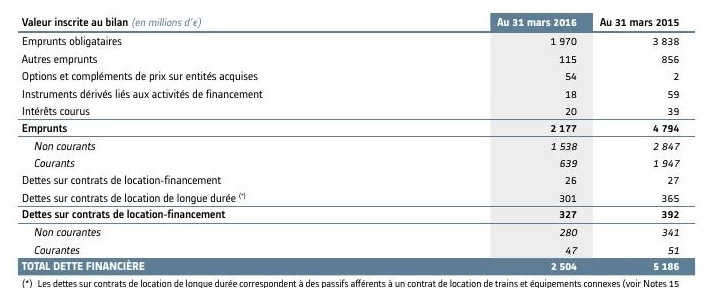 Valeur inscrite au bilan (en millions d'€) Au 31 mars 2016 Au 31 mars 2015
Emprunts obligataires 1 970 3 838
Autres emprunts 115 856
Options et compléments de prix sur entités acquises 54 2
Instruments dérivés liés aux activités de financement 18 59
Intérêts courus 20 39
Emprunts 2 177 4 794
Non courants 1 538 2 847
Courants 639 1 947
Dettes sur contrats de location-financement 26 27
Dettes sur contrats de location de longue durée (*) 301 365
Dettes sur contrats de location-financement 327 392
Non courantes 280 341
Courantes 47 51
TOTAL DETTE FINANCIÈRE 2 504 5 186
(*) Les dettes sur contrats de location de longue durée correspondent à des passifs afférents à un contrat de location de trains et équipements connexes (voir Notes 15